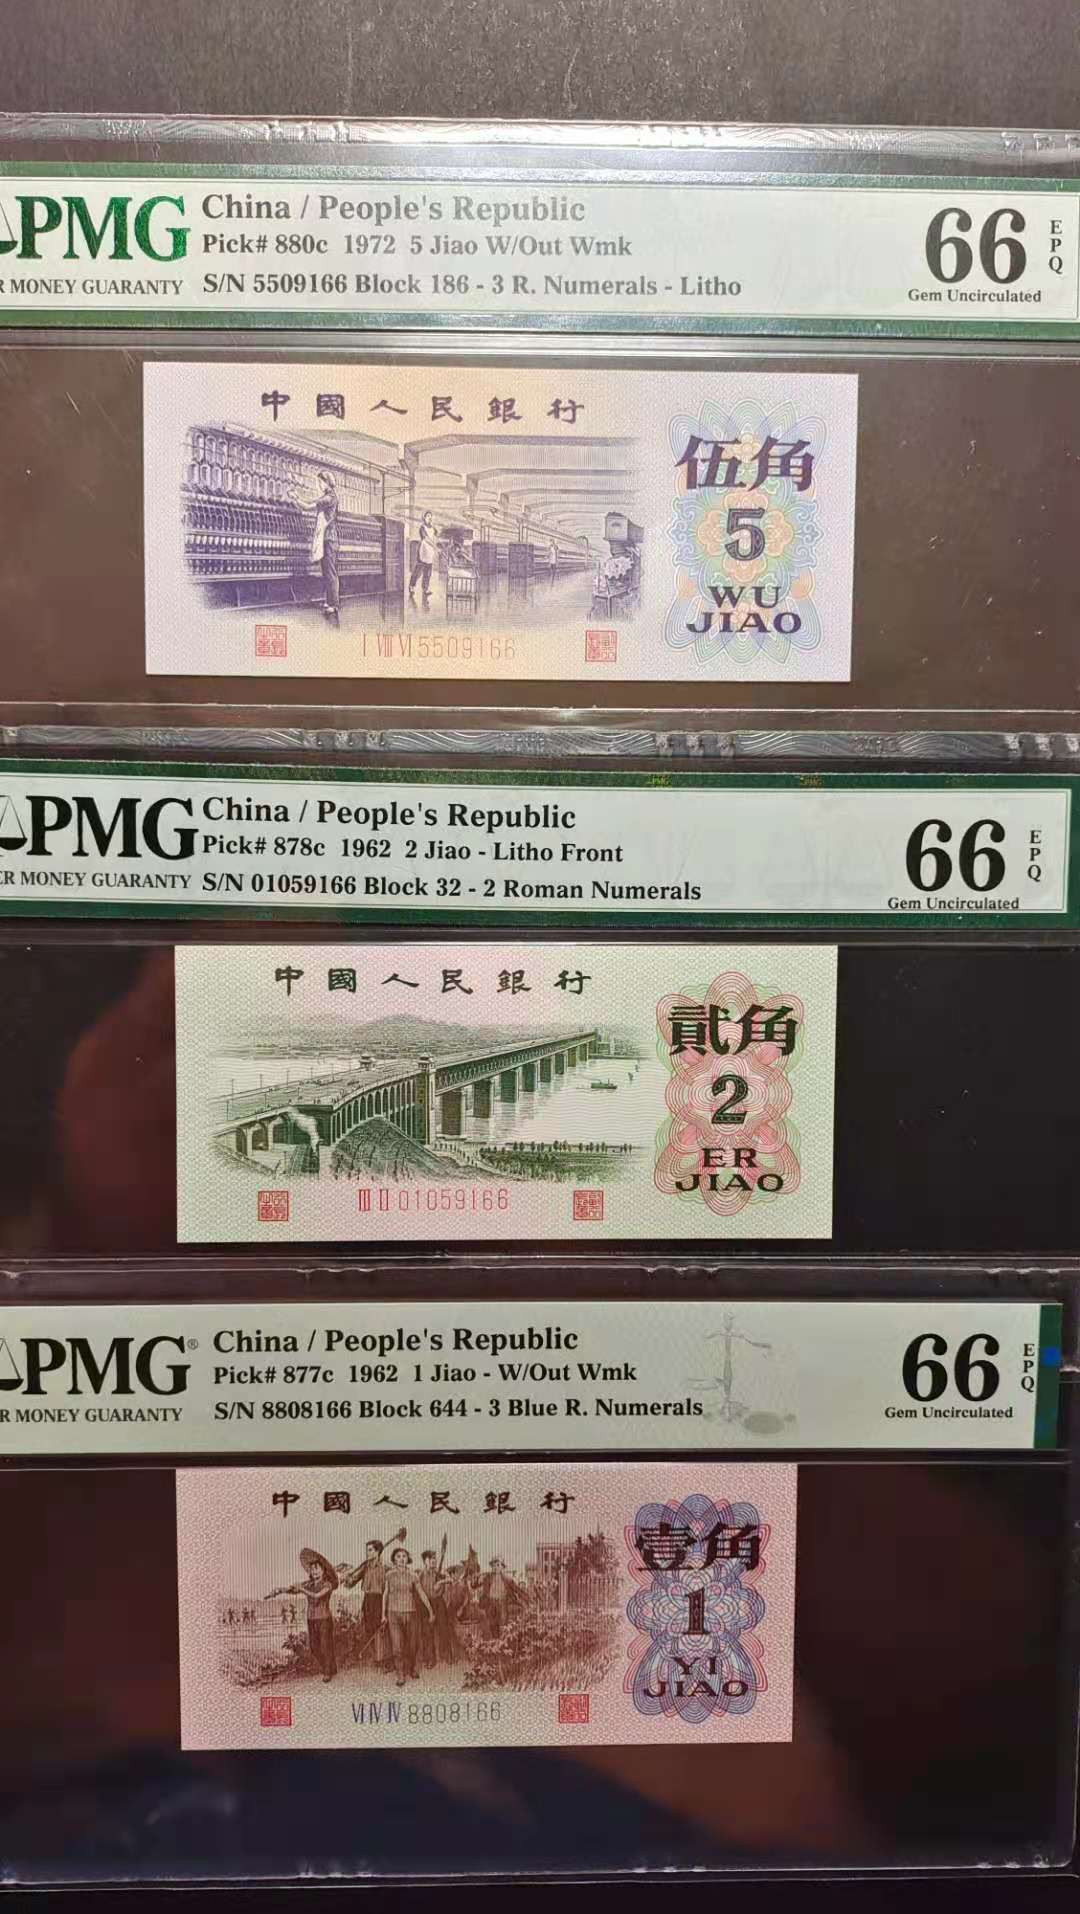 PMG
China / People's Republic
Pick# 880c 1972 5 Jiao W/Out Wmk
R MONEY GUARANTY
S/N 5509166 Block 186 - 3 R. Numerals - Litho
66
EPQ
Gem Uncirculated
中國人民銀行
伍角
5
WU
JIAO
I VIII VI 5509166
PMG
China / People's Republic
Pick# 878c 1962 2 Jiao - Litho Front
ER MONEY GUARANTY
S/N 01059166 Block 32 - 2 Roman Numerals
66
EPQ
Gem Uncirculated
中國人民銀行
貳角
2
ER
JIAO
III II 01059166
PMG®
China / People's Republic
Pick# 877c 1962 1 Jiao - W/Out Wmk
R MONEY GUARANTY
S/N 8808166 Block 644 - 3 Blue R. Numerals
66
EPQ
Gem Uncirculated
中國人民銀行
壹角
1
YI
JIAO
VI IV IV 8808166